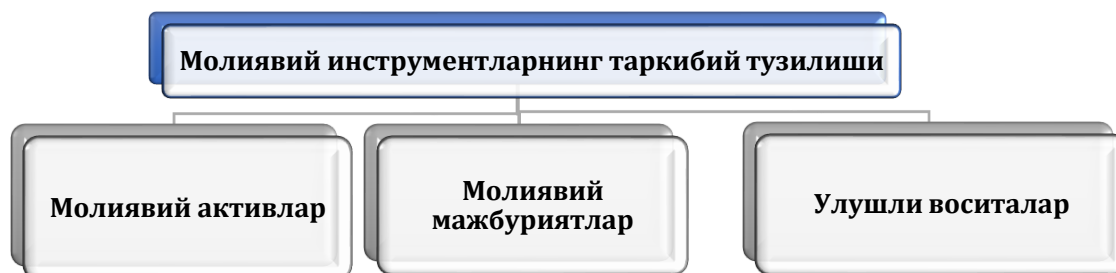 Молиявий инструментларнинг таркибий тузилиши
Молиявий активлар
Молиявий
мажбуриятлар
Улушли воситалар